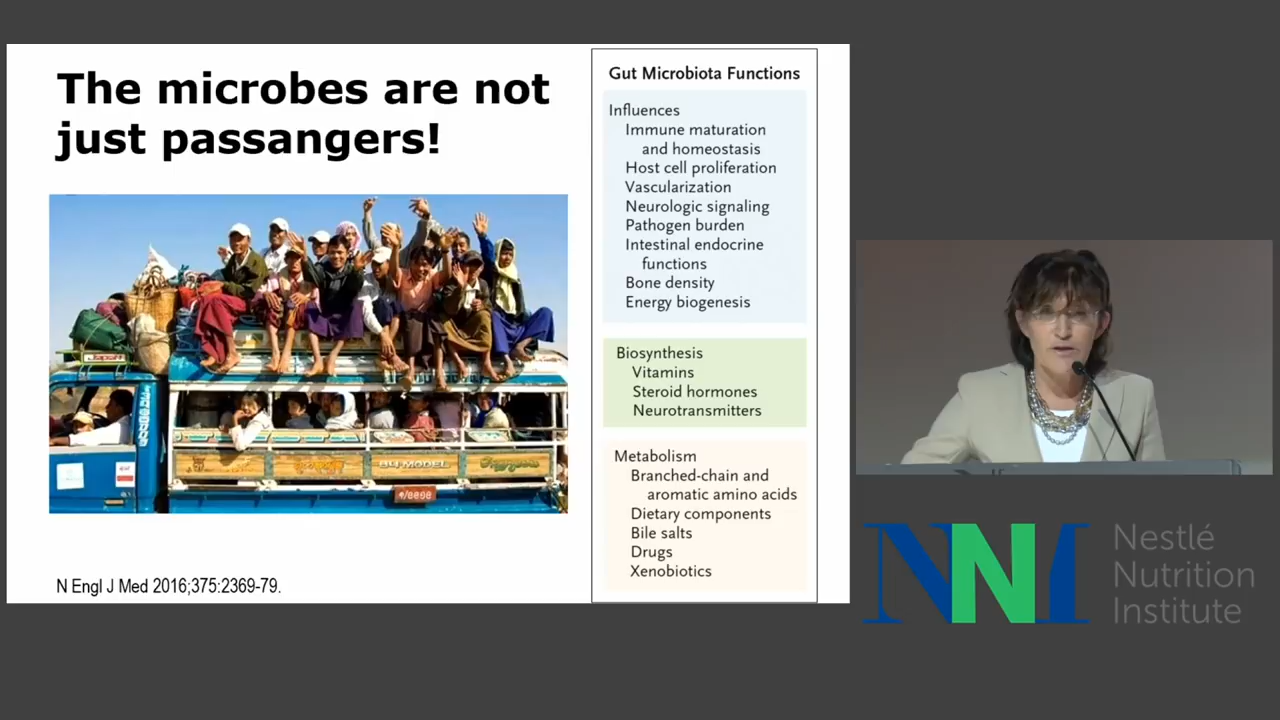 The microbes are not
just passangers!
Gut Microbiota Functions
Influences
Immune maturation
and homeostasis
Host cell proliferation
Vascularization
Neurologic signaling
Pathogen burden
Intestinal endocrine
functions
Bone density
Energy biogenesis
Biosynthesis
Vitamins
Steroid hormones
Neurotransmitters
Metabolism
Branched-chain and
aromatic amino acids
Dietary components
Bile salts
Drugs
Xenobiotics
MODEL
N Engl J Med 2016;375:2369-79.
NNI
Nestlé
Nutrition
Institute